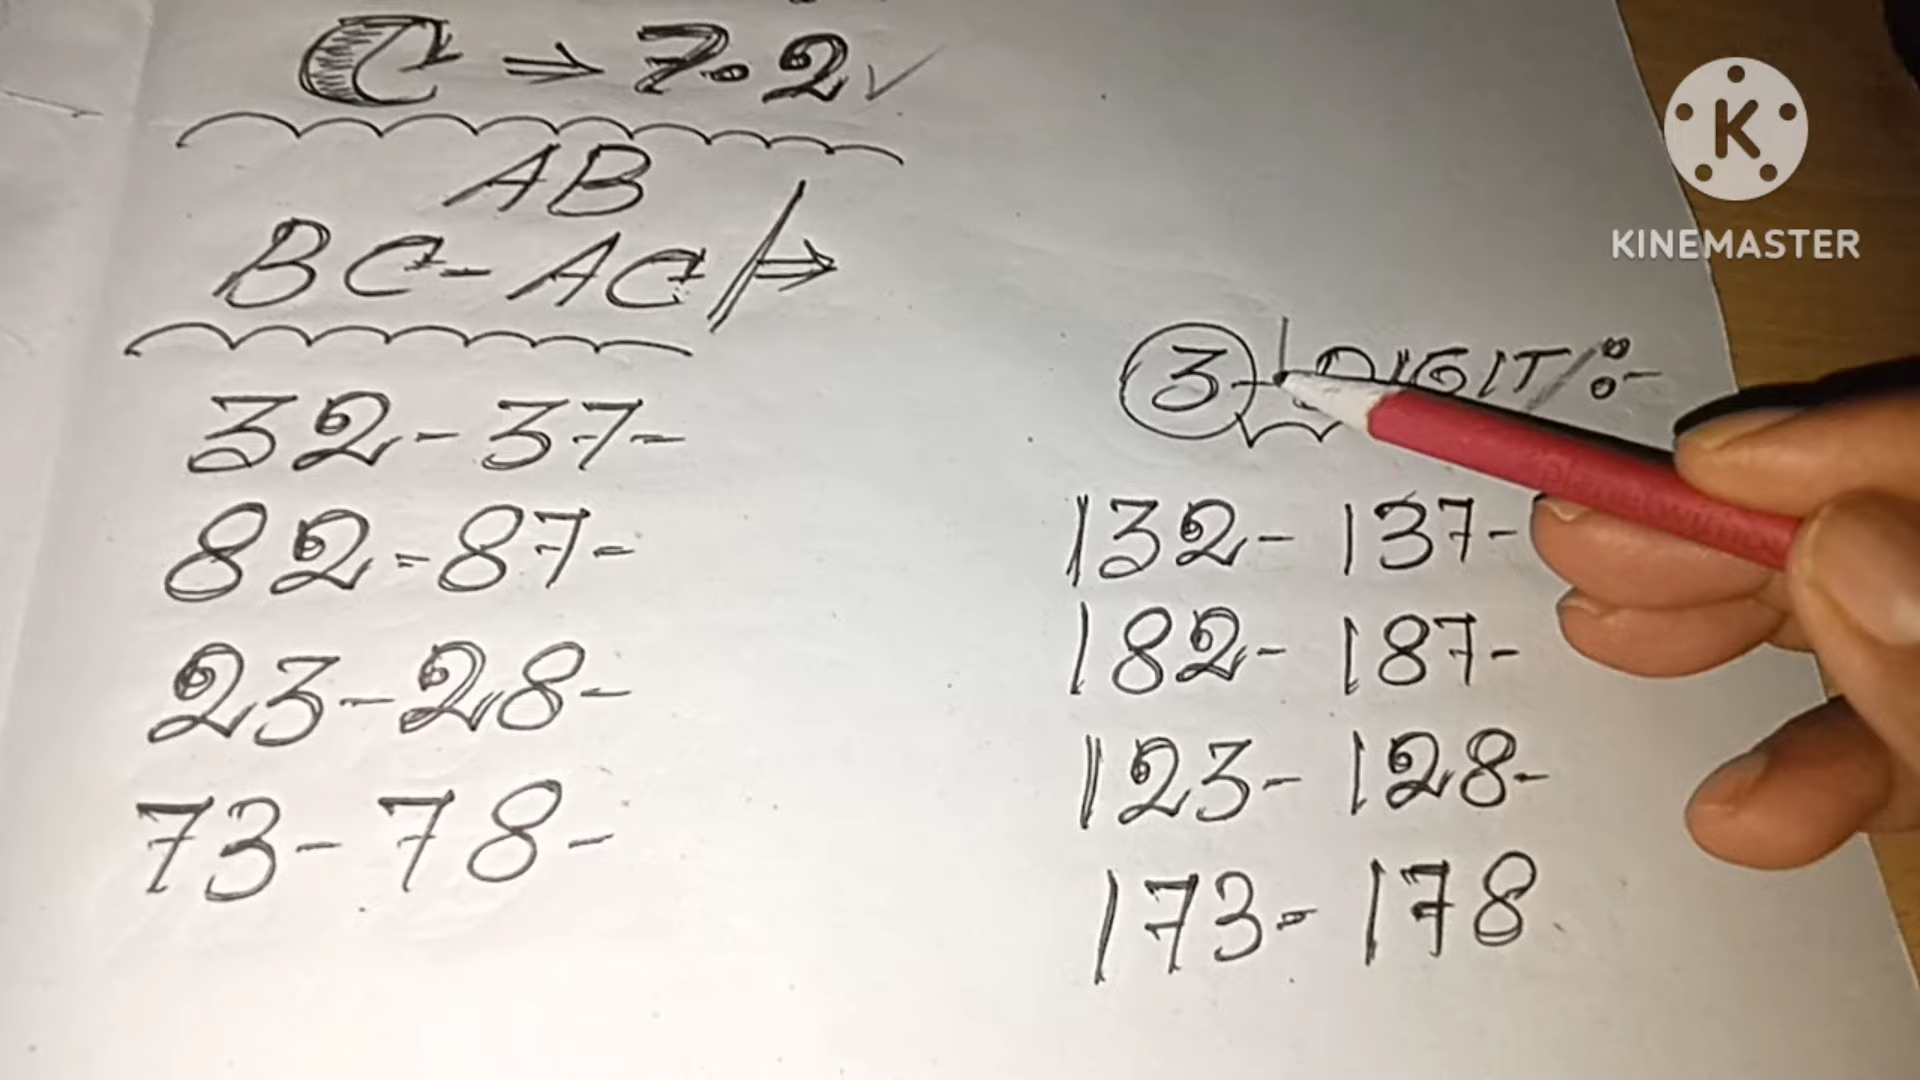 C ⇒ 7.2✓
AB
BC-AC/⇒
32-37-
82-87-
23-28-
73-78-
3-DIGIT/:-
132-137-
182-187-
123-128-
173-178
K
KINEMASTER